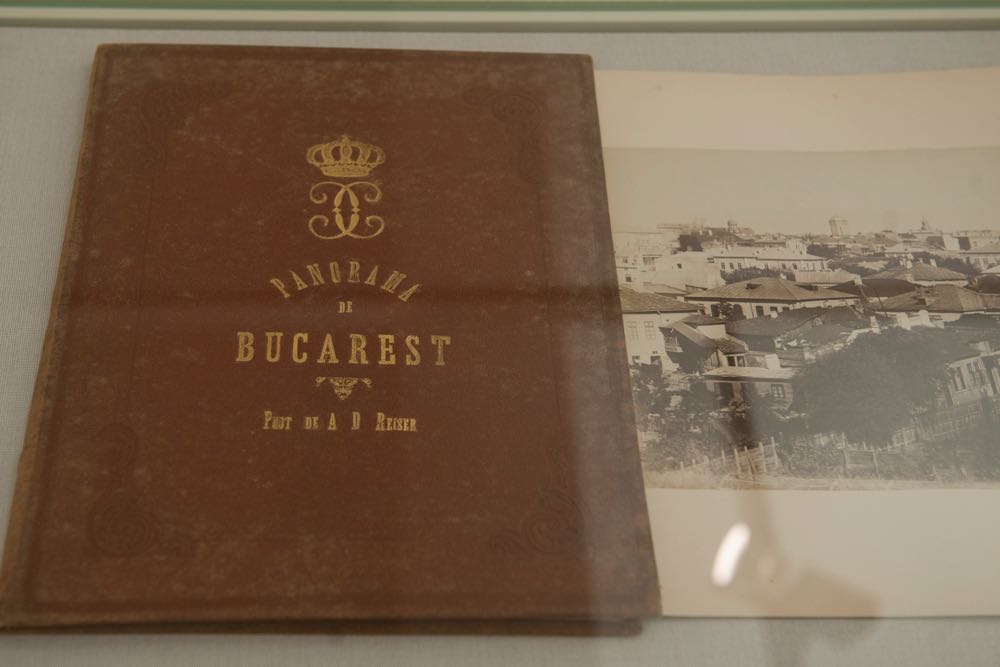 PANORAMA
DE
BUCAREST
PHOT DE A D REISER